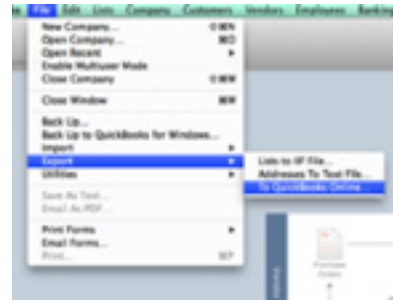 File Edit Lists Company Customers Vendors Employees Banking
New Company... ⇧⌘N
Open Company... ⌘O
Open Recent
Enable Multiuser Mode
Close Company ⇧⌘W
Close Window ⌘W
Back Up...
Back Up to QuickBooks for Windows...
Import
Export
Lists to IIF File...
Addresses To Text File...
To QuickBooks Online...
Utilities
Save As Text...
Email As PDF...
Print Forms
Email Forms...
Print... ⌘P
Purchase
Orders